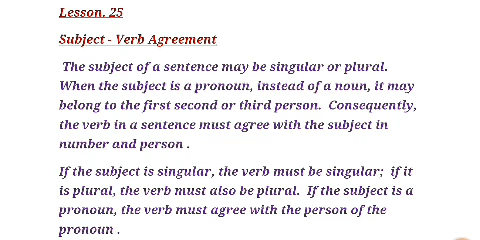 Lesson. 25
Subject - Verb Agreement
The subject of a sentence may be singular or plural.
When the subject is a pronoun, instead of a noun, it may
belong to the first second or third person. Consequently,
the verb in a sentence must agree with the subject in
number and person .
If the subject is singular, the verb must be singular; if it
is plural, the verb must also be plural. If the subject is a
pronoun, the verb must agree with the person of the
pronoun .